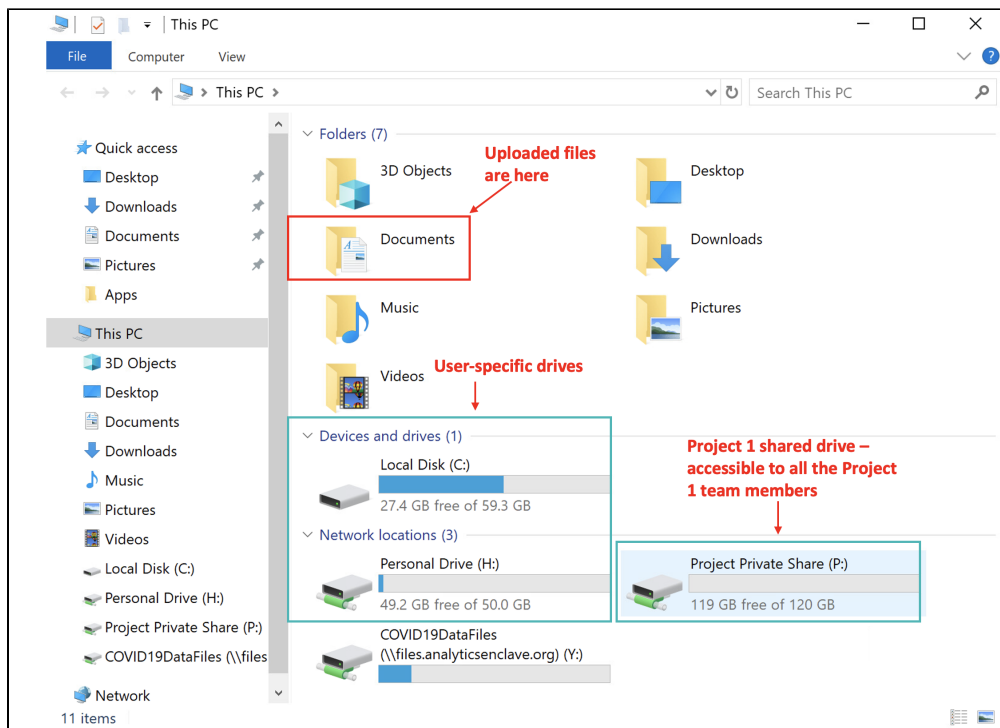 This PC
File
Computer
View
?
This PC
Search This PC
Quick access
Desktop
Downloads
Documents
Pictures
Apps
This PC
3D Objects
Desktop
Documents
Downloads
Music
Pictures
Videos
Local Disk (C:)
Personal Drive (H:)
Project Private Share (P:)
COVID19DataFiles (\\files
Network
11 items
Folders (7)
Uploaded files
are here
3D Objects
Desktop
Documents
Downloads
Music
Pictures
Videos
User-specific drives
Devices and drives (1)
Local Disk (C:)
27.4 GB free of 59.3 GB
Project 1 shared drive –
accessible to all the Project
1 team members
Network locations (3)
Personal Drive (H:)
49.2 GB free of 50.0 GB
Project Private Share (P:)
119 GB free of 120 GB
COVID19DataFiles
(\\files.analyticsenclave.org) (Y:)